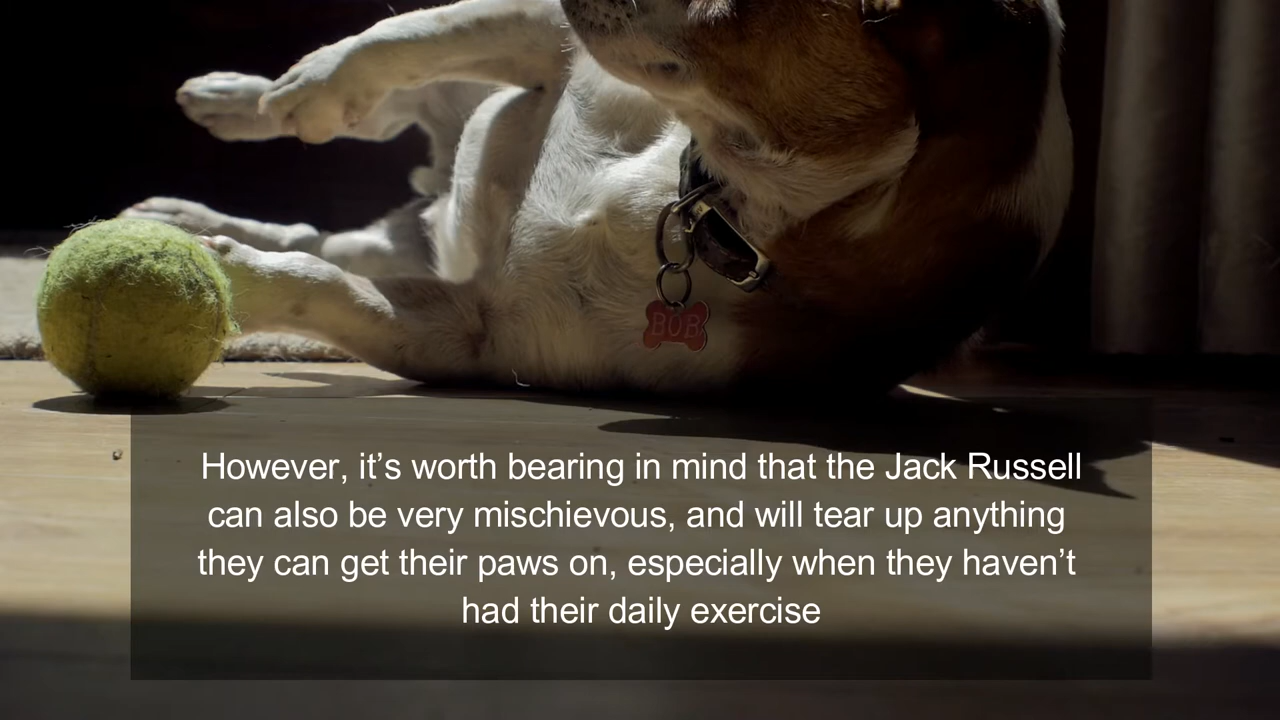 BOB
However, it’s worth bearing in mind that the Jack Russell
can also be very mischievous, and will tear up anything
they can get their paws on, especially when they haven’t
had their daily exercise